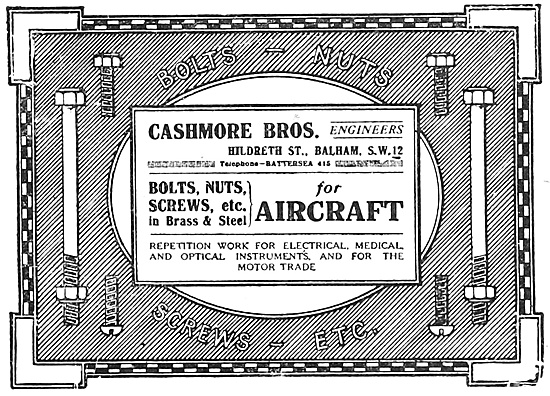 BOLTS — NUTS
CASHMORE BROS. ENGINEERS
HILDRETH ST., BALHAM, S.W.12
Telephone—BATTERSEA 415
BOLTS, NUTS,
SCREWS, etc.
in Brass & Steel
for
AIRCRAFT
REPETITION WORK FOR ELECTRICAL, MEDICAL,
AND OPTICAL INSTRUMENTS, AND FOR THE
MOTOR TRADE
SCREWS — ETC.